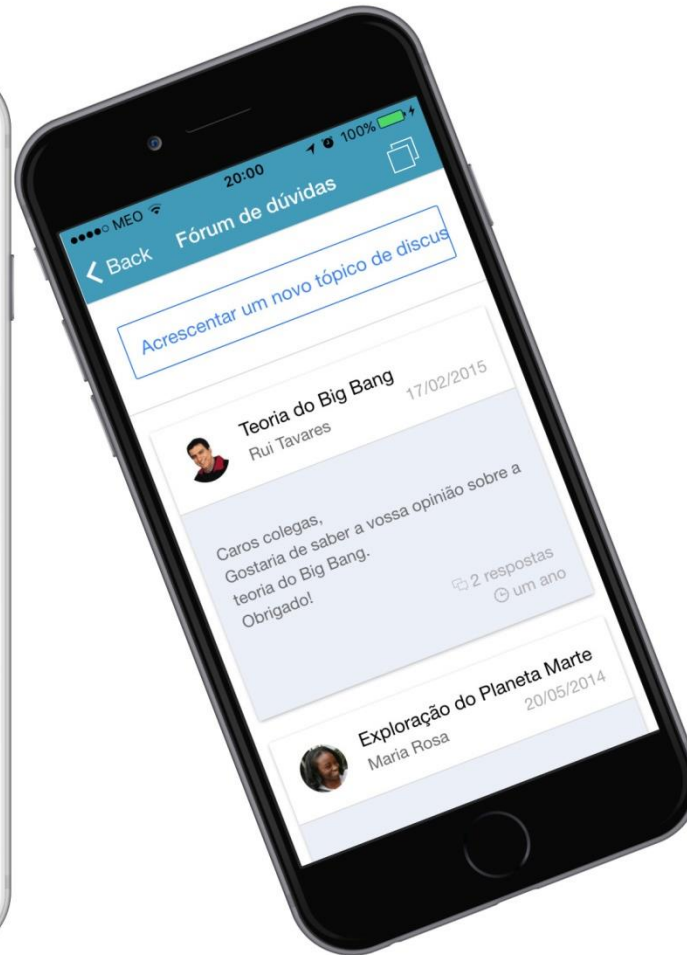 MEO 20:00 100%
Back Fórum de dúvidas
Acrescentar um novo tópico de discus
Teoria do Big Bang
Rui Tavares 17/02/2015
Caros colegas,
Gostaria de saber a vossa opinião sobre a
teoria do Big Bang.
Obrigado!
2 respostas
um ano
Exploração do Planeta Marte
Maria Rosa 20/05/2014